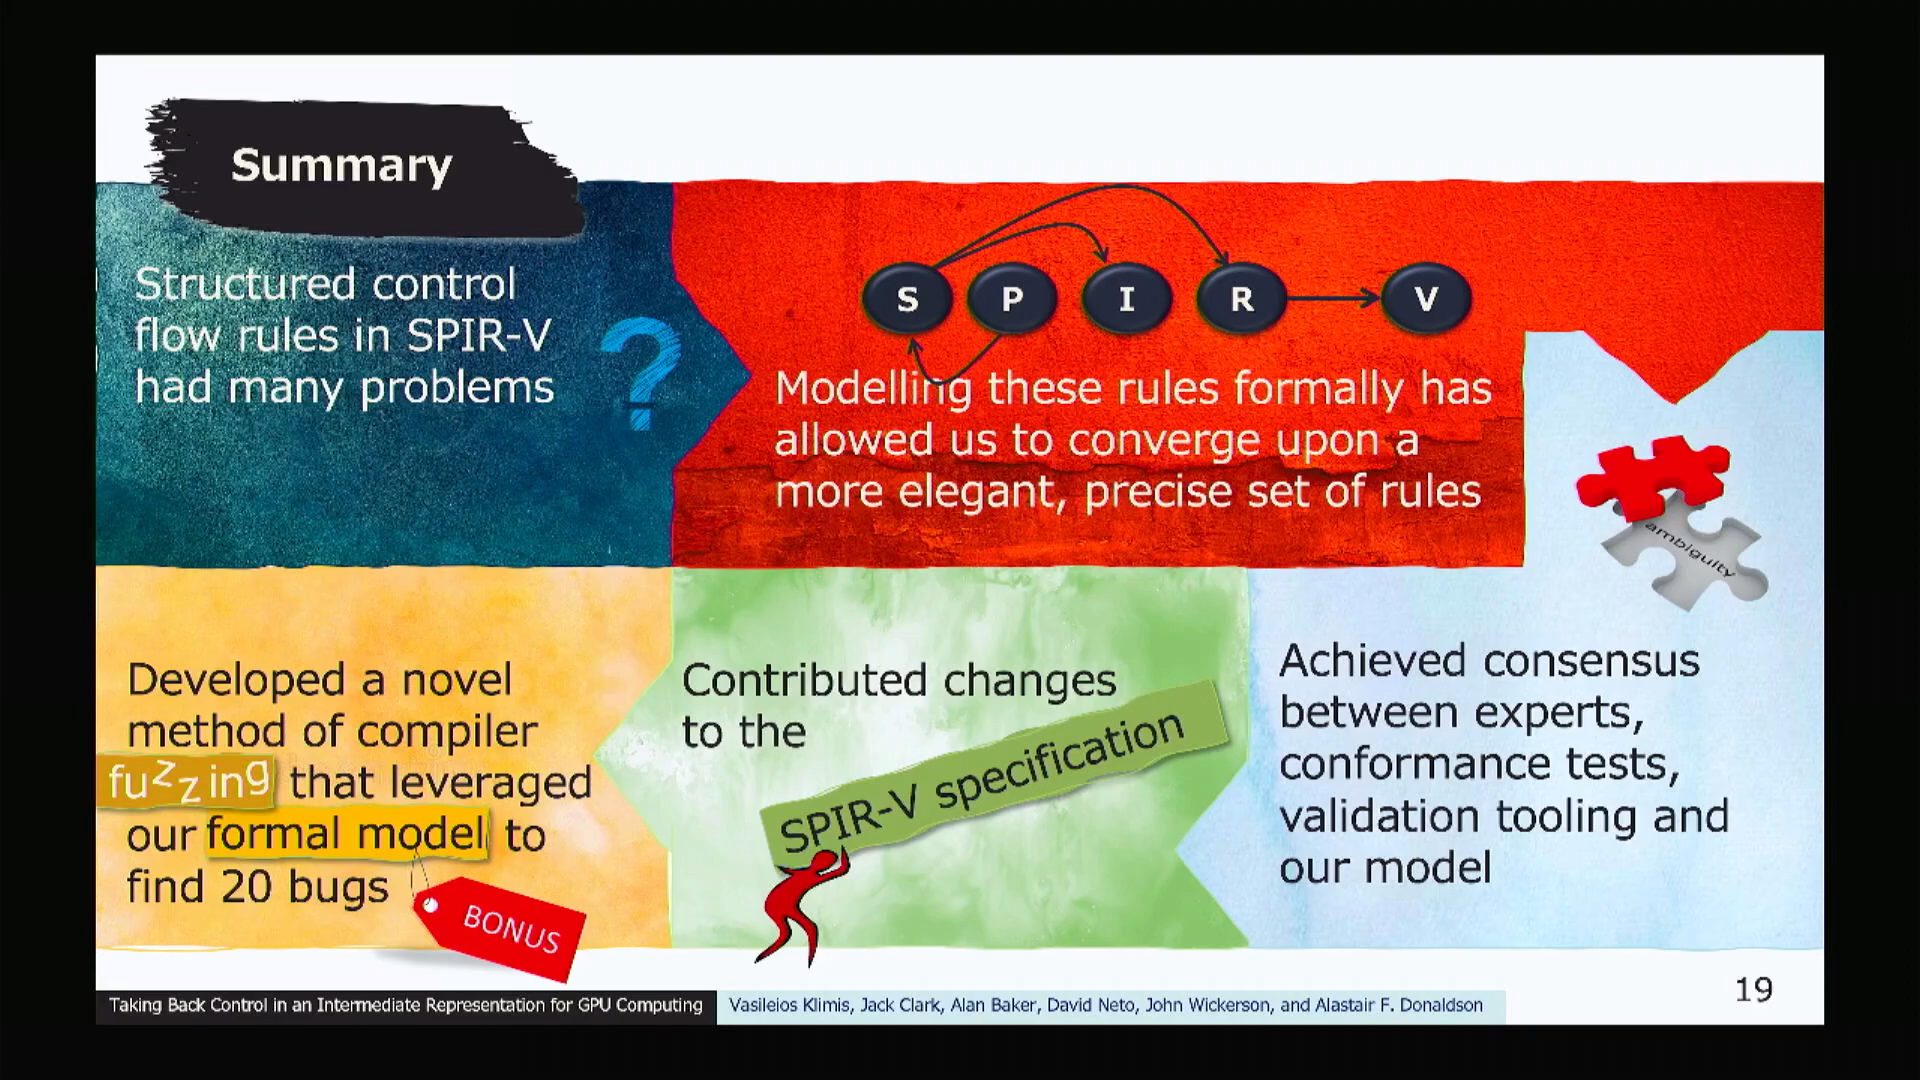 Summary
Structured control
flow rules in SPIR-V
had many problems
?
S P I R V
Modelling these rules formally has
allowed us to converge upon a
more elegant, precise set of rules
ambiguity
Achieved consensus
between experts,
conformance tests,
validation tooling and
our model
Contributed changes
to the
SPIR-V specification
Developed a novel
method of compiler
fuzzing that leveraged
our formal model to
find 20 bugs
BONUS
19
Taking Back Control in an Intermediate Representation for GPU Computing
Vasileios Klimis, Jack Clark, Alan Baker, David Neto, John Wickerson, and Alastair F. Donaldson